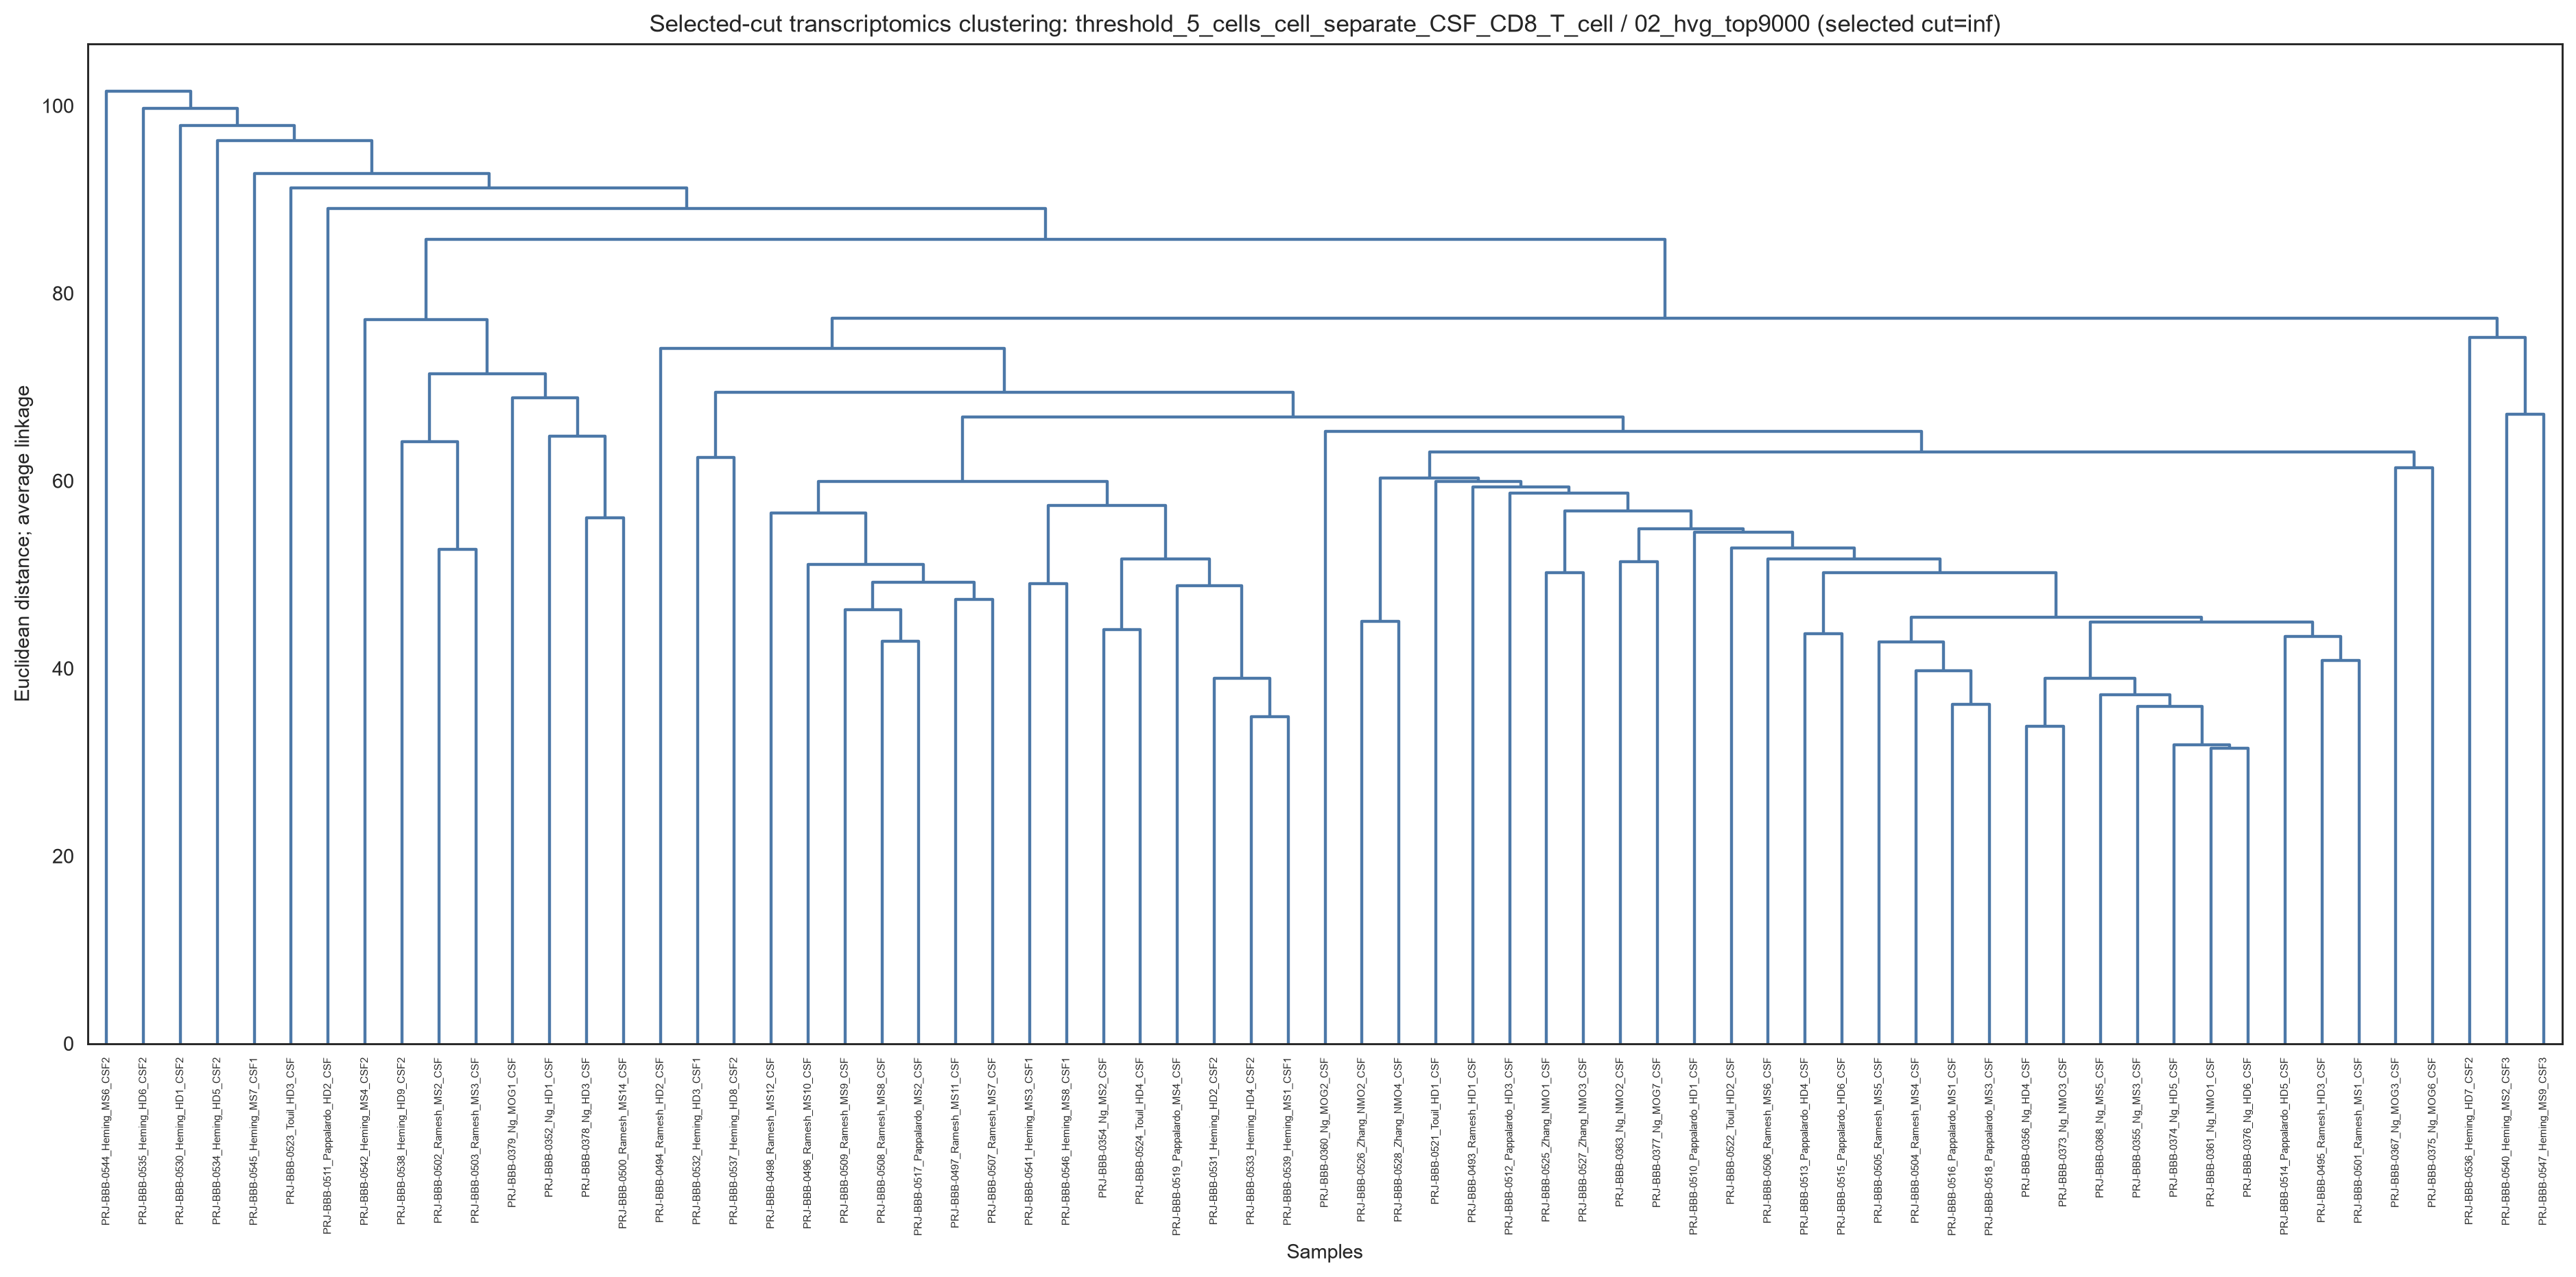 Selected-cut transcriptomics clustering: threshold_5_cells_cell_separate_CSF_CD8_T_cell / 02_hvg_top9000 (selected cut=inf)
Euclidean distance; average linkage
100
80
60
40
20
0
PRJ-BBB-0544_Heming_MS6_CSF2
PRJ-BBB-0535_Heming_HD6_CSF2
PRJ-BBB-0530_Heming_HD1_CSF2
PRJ-BBB-0534_Heming_HD5_CSF2
PRJ-BBB-0545_Heming_MS7_CSF1
PRJ-BBB-0523_Touil_HD3_CSF
PRJ-BBB-0511_Pappalardo_HD2_CSF
PRJ-BBB-0542_Heming_MS4_CSF2
PRJ-BBB-0538_Heming_HD9_CSF2
PRJ-BBB-0502_Ramesh_MS2_CSF
PRJ-BBB-0503_Ramesh_MS3_CSF
PRJ-BBB-0379_Ng_MOG1_CSF
PRJ-BBB-0352_Ng_HD1_CSF
PRJ-BBB-0378_Ng_HD3_CSF
PRJ-BBB-0500_Ramesh_MS14_CSF
PRJ-BBB-0494_Ramesh_HD2_CSF
PRJ-BBB-0532_Heming_HD3_CSF1
PRJ-BBB-0537_Heming_HD8_CSF2
PRJ-BBB-0498_Ramesh_MS12_CSF
PRJ-BBB-0496_Ramesh_MS10_CSF
PRJ-BBB-0509_Ramesh_MS9_CSF
PRJ-BBB-0508_Ramesh_MS8_CSF
PRJ-BBB-0517_Pappalardo_MS2_CSF
PRJ-BBB-0497_Ramesh_MS11_CSF
PRJ-BBB-0507_Ramesh_MS7_CSF
PRJ-BBB-0541_Heming_MS3_CSF1
PRJ-BBB-0546_Heming_MS8_CSF1
PRJ-BBB-0354_Ng_MS2_CSF
PRJ-BBB-0524_Touil_HD4_CSF
PRJ-BBB-0519_Pappalardo_MS4_CSF
PRJ-BBB-0531_Heming_HD2_CSF2
PRJ-BBB-0533_Heming_HD4_CSF2
PRJ-BBB-0539_Heming_MS1_CSF1
PRJ-BBB-0360_Ng_MOG2_CSF
PRJ-BBB-0526_Zhang_NMO2_CSF
PRJ-BBB-0528_Zhang_NMO4_CSF
PRJ-BBB-0521_Touil_HD1_CSF
PRJ-BBB-0493_Ramesh_HD1_CSF
PRJ-BBB-0512_Pappalardo_HD3_CSF
PRJ-BBB-0525_Zhang_NMO1_CSF
PRJ-BBB-0527_Zhang_NMO3_CSF
PRJ-BBB-0363_Ng_NMO2_CSF
PRJ-BBB-0377_Ng_MOG7_CSF
PRJ-BBB-0510_Pappalardo_HD1_CSF
PRJ-BBB-0522_Touil_HD2_CSF
PRJ-BBB-0506_Ramesh_MS6_CSF
PRJ-BBB-0513_Pappalardo_HD4_CSF
PRJ-BBB-0515_Pappalardo_HD6_CSF
PRJ-BBB-0505_Ramesh_MS5_CSF
PRJ-BBB-0504_Ramesh_MS4_CSF
PRJ-BBB-0516_Pappalardo_MS1_CSF
PRJ-BBB-0518_Pappalardo_MS3_CSF
PRJ-BBB-0356_Ng_HD4_CSF
PRJ-BBB-0373_Ng_NMO3_CSF
PRJ-BBB-0368_Ng_MS5_CSF
PRJ-BBB-0355_Ng_MS3_CSF
PRJ-BBB-0374_Ng_HD5_CSF
PRJ-BBB-0361_Ng_NMO1_CSF
PRJ-BBB-0376_Ng_HD6_CSF
PRJ-BBB-0514_Pappalardo_HD5_CSF
PRJ-BBB-0495_Ramesh_HD3_CSF
PRJ-BBB-0501_Ramesh_MS1_CSF
PRJ-BBB-0367_Ng_MOG3_CSF
PRJ-BBB-0375_Ng_MOG6_CSF
PRJ-BBB-0536_Heming_HD7_CSF2
PRJ-BBB-0540_Heming_MS2_CSF3
PRJ-BBB-0547_Heming_MS9_CSF3
Samples